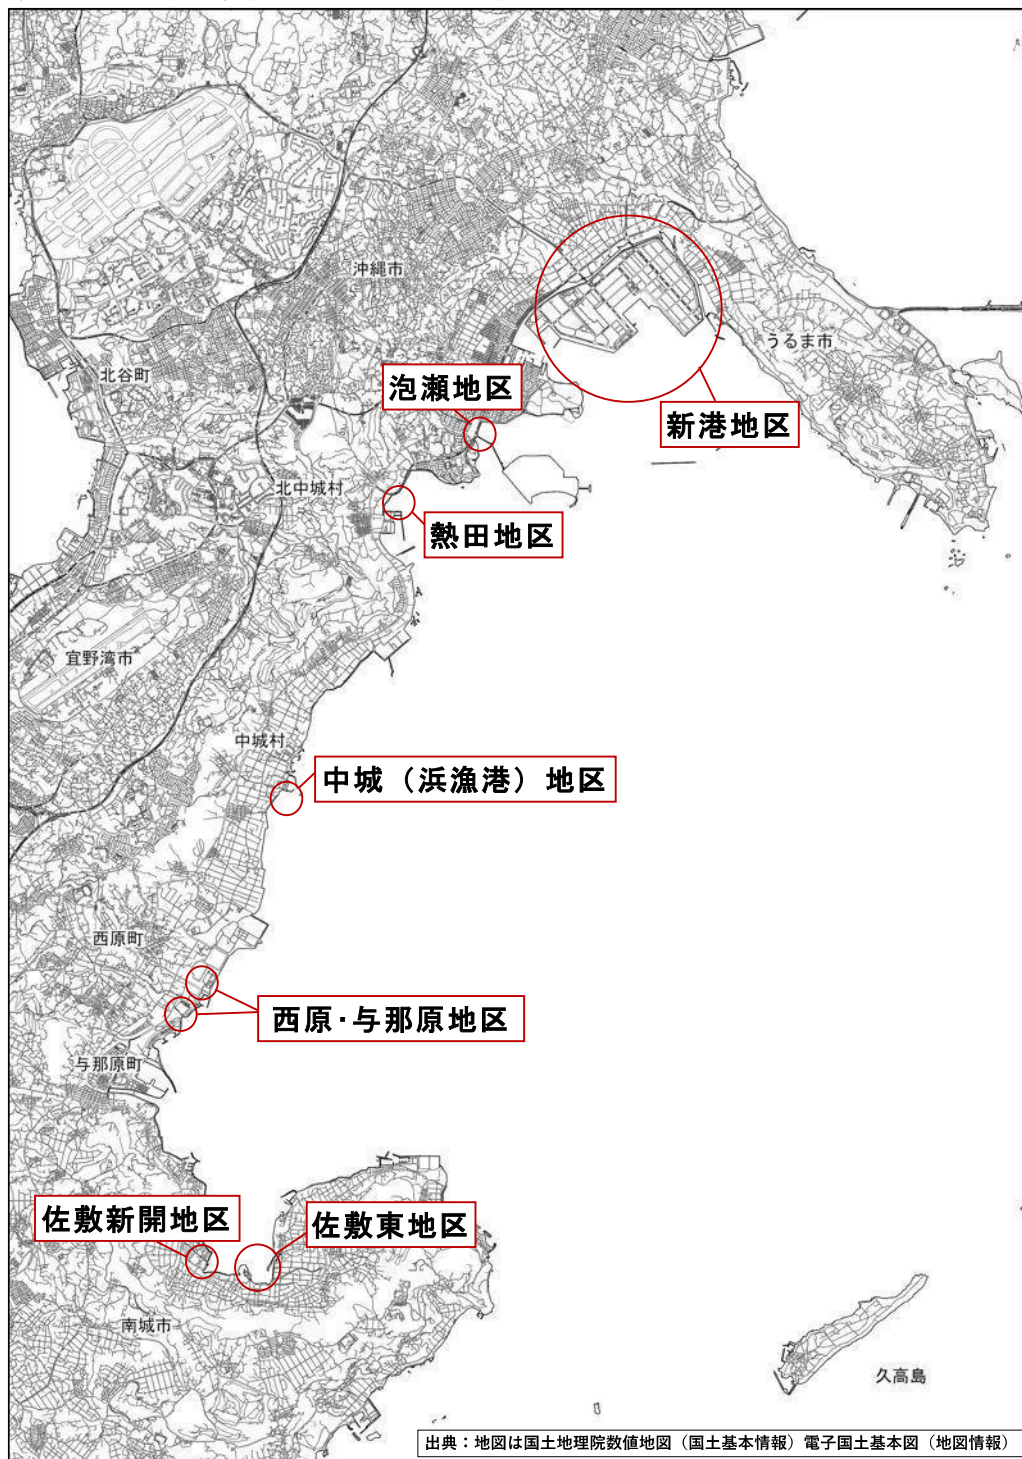 沖縄市
うるま市
北谷町
泡瀬地区
新港地区
北中城村
熱田地区
宜野湾市
中城村
中城（浜漁港）地区
西原町
西原・与那原地区
与那原町
佐敷新開地区
佐敷東地区
南城市
久高島
出典：地図は国土地理院数値地図（国土基本情報）電子国土基本図（地図情報）